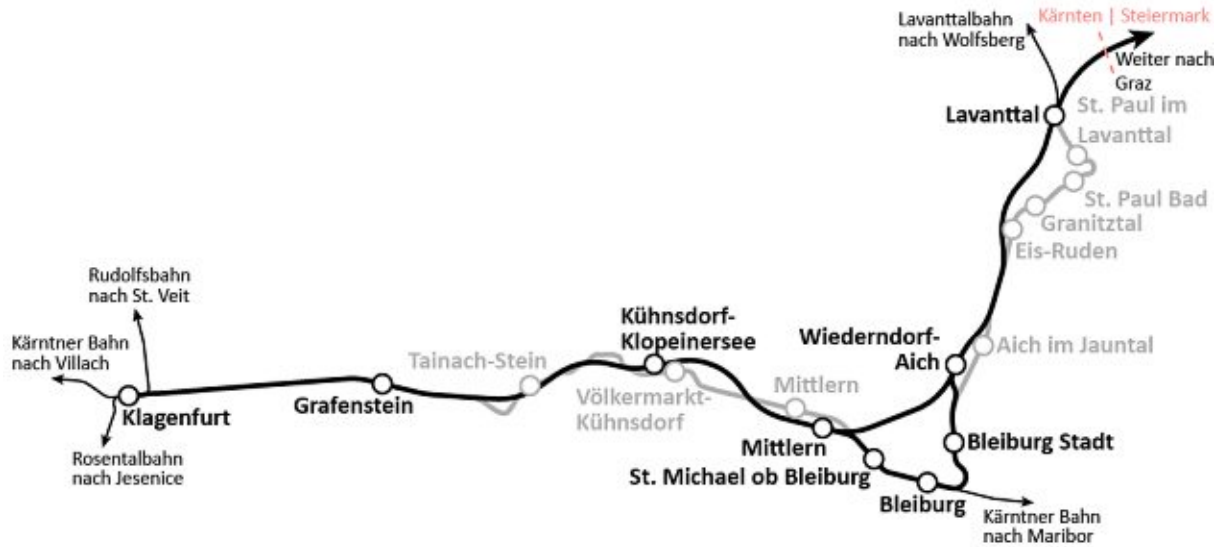 Lavanttalbahn
nach Wolfsberg
Kärnten | Steiermark
Weiter nach
Graz
Lavanttal
St. Paul im
Lavanttal
St. Paul Bad
Granitztal
Eis-Ruden
Rudolfsbahn
nach St. Veit
Kärntner Bahn
nach Villach
Klagenfurt
Rosentalbahn
nach Jesenice
Grafenstein
Tainach-Stein
Kühnsdorf-
Klopeinersee
Völkermarkt-
Kühnsdorf
Mittlern
Mittlern
St. Michael ob Bleiburg
Bleiburg
Wiederndorf-
Aich
Aich im Jauntal
Bleiburg Stadt
Kärntner Bahn
nach Maribor